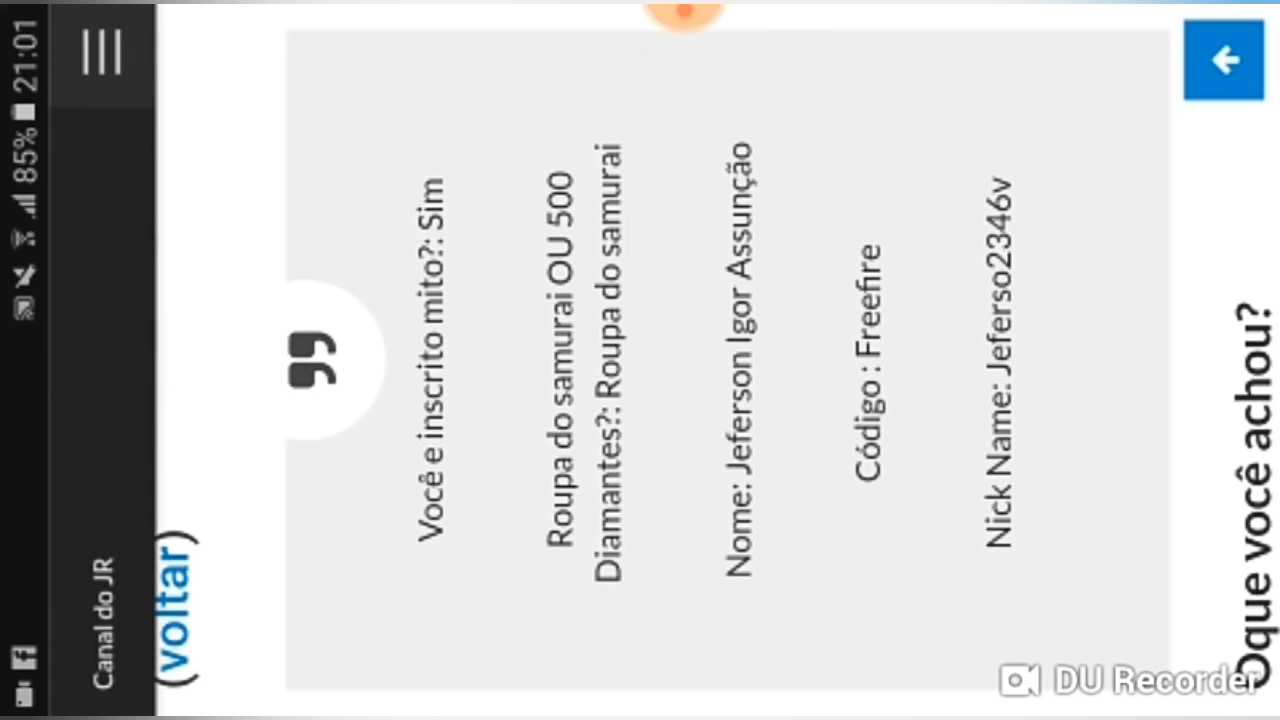 85% 21:01
Canal do JR
(voltar)
Você e inscrito mito?: Sim
Roupa do samurai OU 500
Diamantes?: Roupa do samurai
Nome: Jeferson Igor Assunção
Código : Freefire
Nick Name: Jeferso2346v
Oque você achou?
DU Recorder